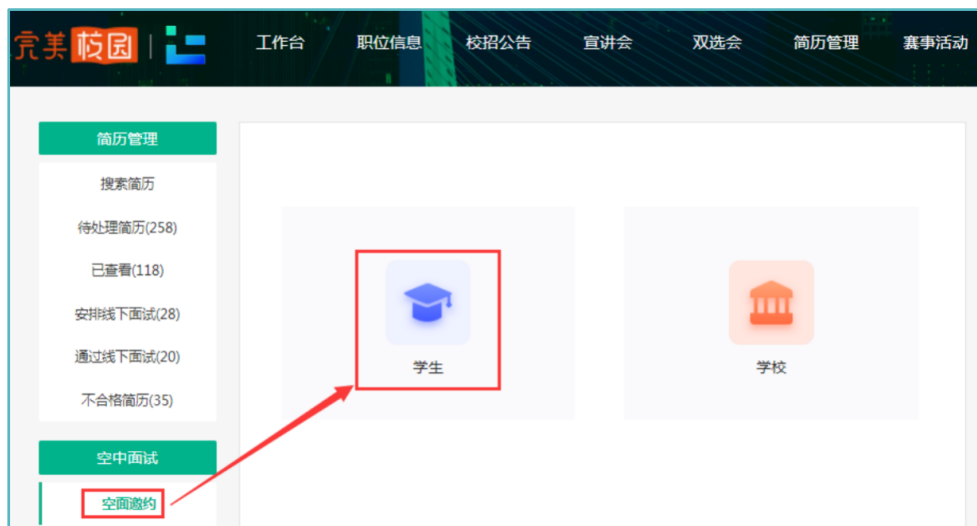 完美校园
工作台 职位信息 校招公告 宣讲会 双选会 简历管理 赛事活动
简历管理
搜索简历
待处理简历(258)
已查看(118)
安排线下面试(28)
通过线下面试(20)
不合格简历(35)
空中面试
空面邀约
学生
学校